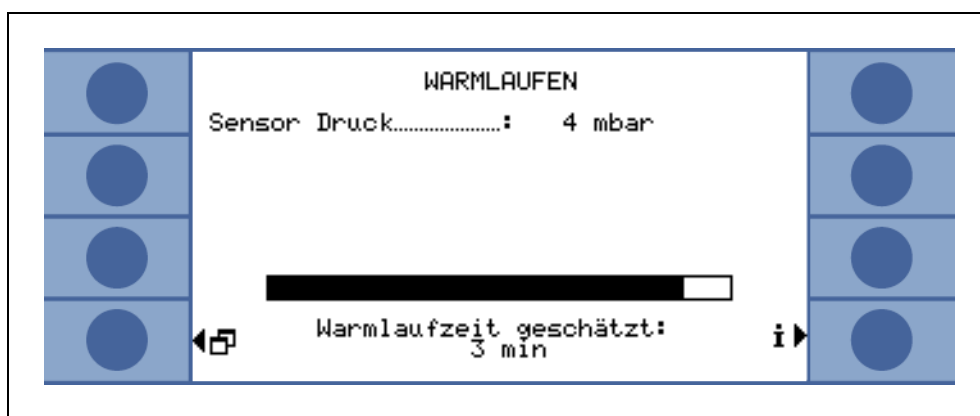 WARMLAUFEN
Sensor Druck....................: 4 mbar
Warmlaufzeit geschätzt:
3 min
i